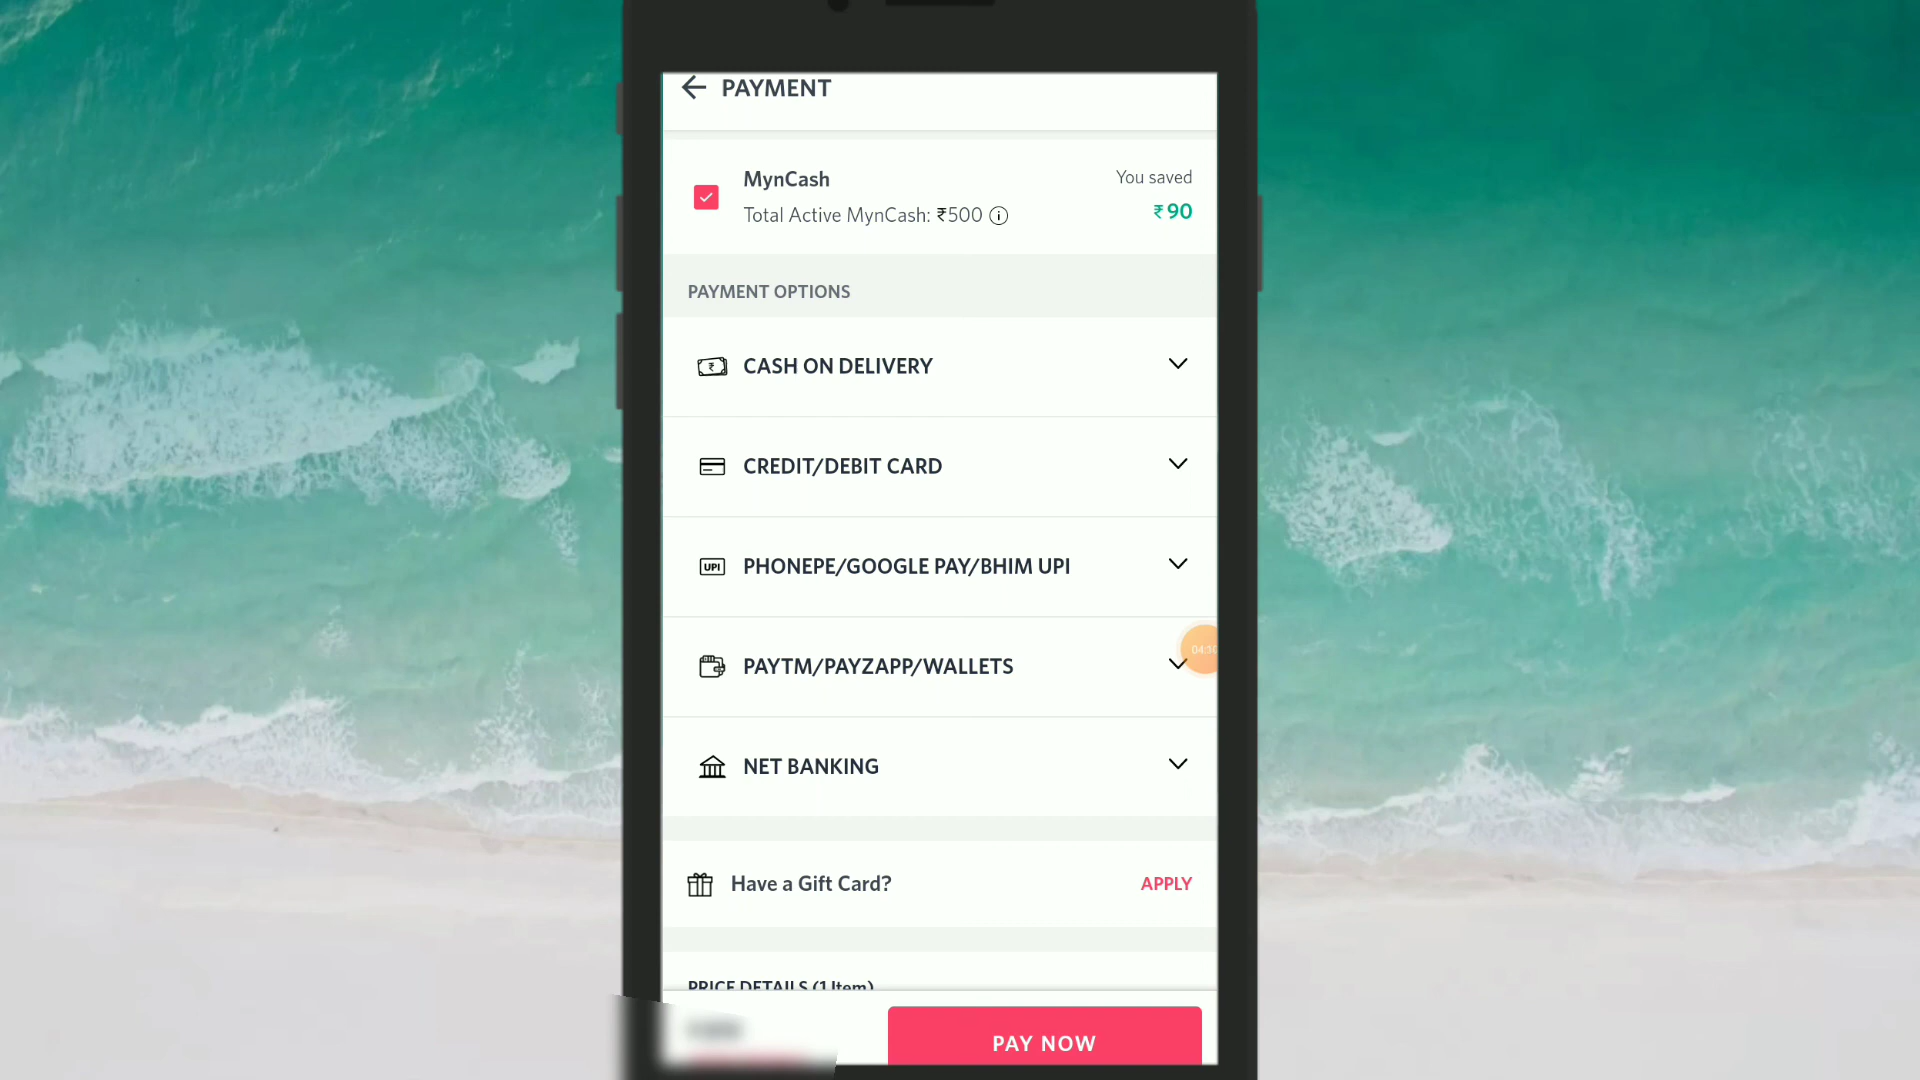 PAYMENT
MynCash
You saved
Total Active MynCash: ₹500
₹90
PAYMENT OPTIONS
CASH ON DELIVERY
CREDIT/DEBIT CARD
UPI PHONEPE/GOOGLE PAY/BHIM UPI
PAYTM/PAYZAPP/WALLETS
NET BANKING
Have a Gift Card? APPLY
PRICE DETAILS (1 Item)
PAY NOW